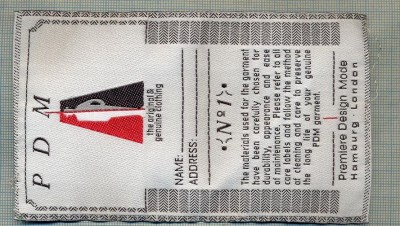 PDM
the original &
genuine clothing
NAME:
ADDRESS:
·{Nº1}·
The materials used for the garment
have been carefully chosen for
durability, appearance and ease
of maintenance. Please refer to all
care labels and follow the method
of cleaning and care to preserve
the long life of your genuine
PDM garment.
Premiere Design Mode
Hamburg London